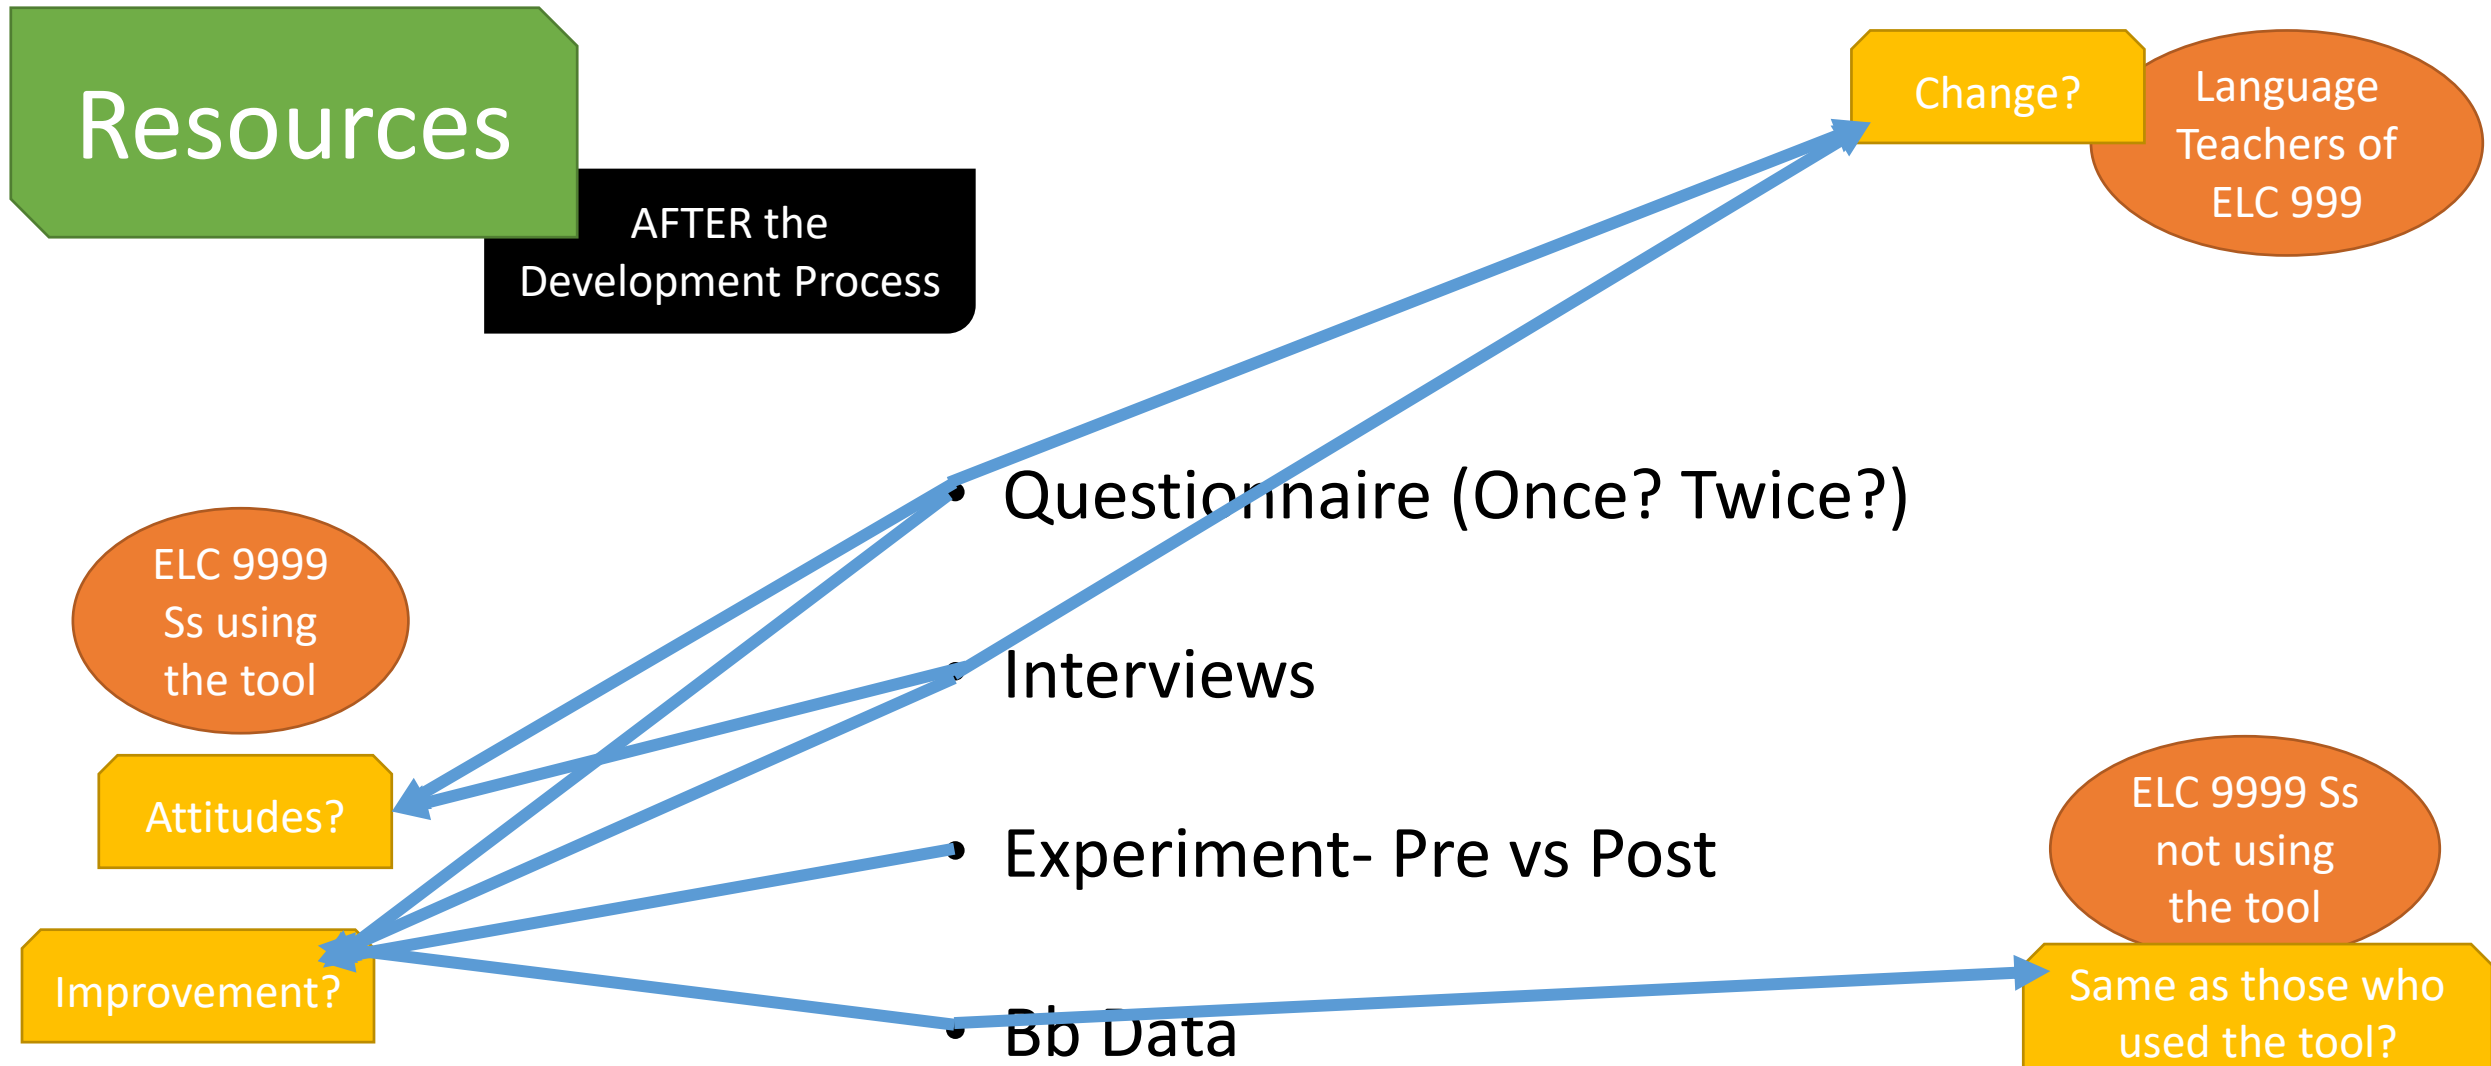 Resources
AFTER the
Development Process
Change?
Language
Teachers of
ELC 999
• Questionnaire (Once? Twice?)
ELC 9999
Ss using
the tool
• Interviews
Attitudes?
• Experiment- Pre vs Post
ELC 9999 Ss
not using
the tool
Improvement?
• Bb Data
Same as those who
used the tool?